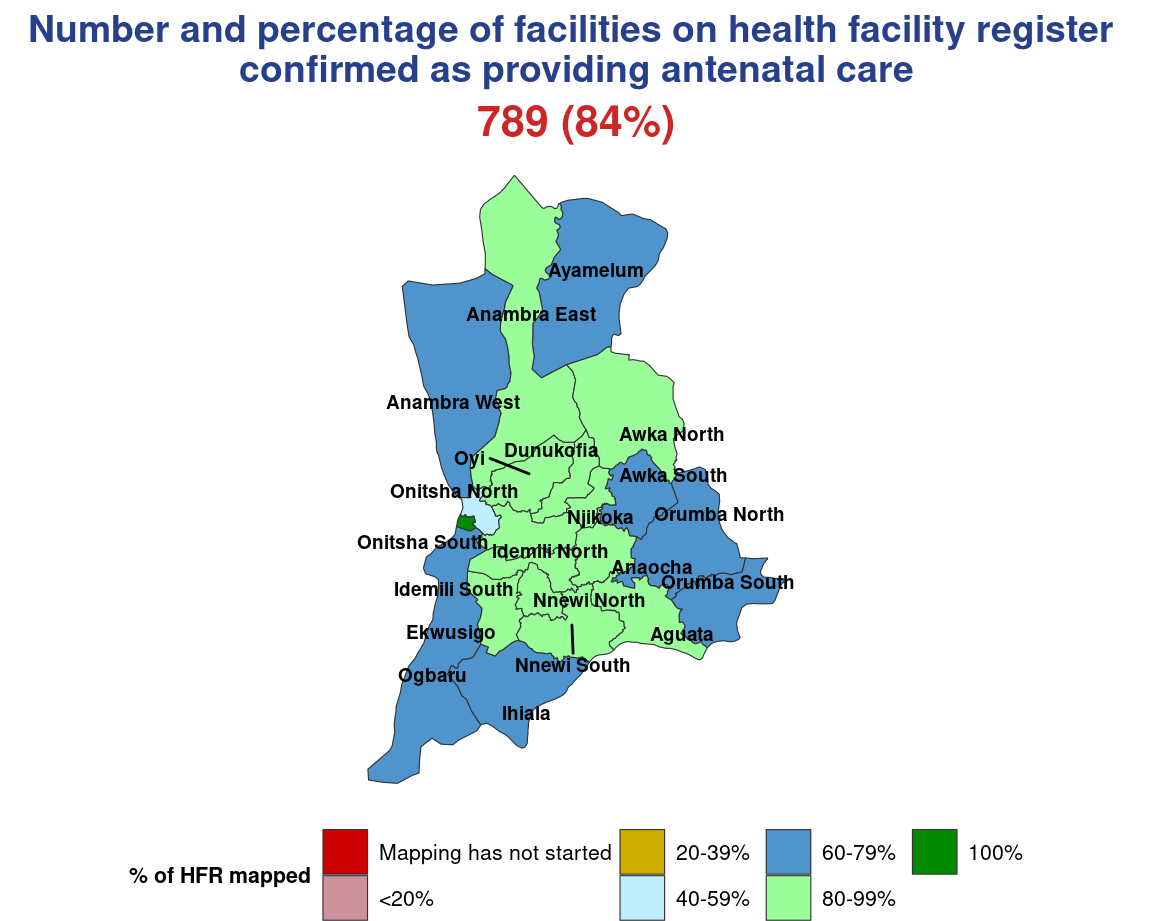 Number and percentage of facilities on health facility register
confirmed as providing antenatal care
789 (84%)
Ayamelum
Anambra East
Anambra West
Awka North
Dunukofia
Oyi
Awka South
Onitsha North
Orumba North
Njikoka
Onitsha South
Idemili North
Anaocha
Orumba South
Idemili South
Nnewi North
Ekwusigo
Aguata
Nnewi South
Ogbaru
Ihiala
% of HFR mapped
Mapping has not started
<20%
20-39%
40-59%
60-79%
80-99%
100%